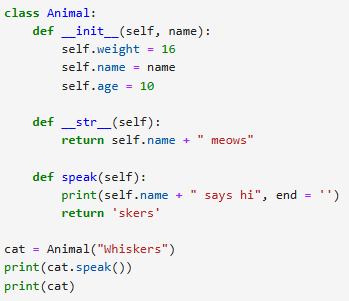 class Animal:
    def __init__(self, name):
        self.weight = 16
        self.name = name
        self.age = 10

    def __str__(self):
        return self.name + " meows"

    def speak(self):
        print(self.name + " says hi", end = '')
        return 'skers'

cat = Animal("Whiskers")
print(cat.speak())
print(cat)